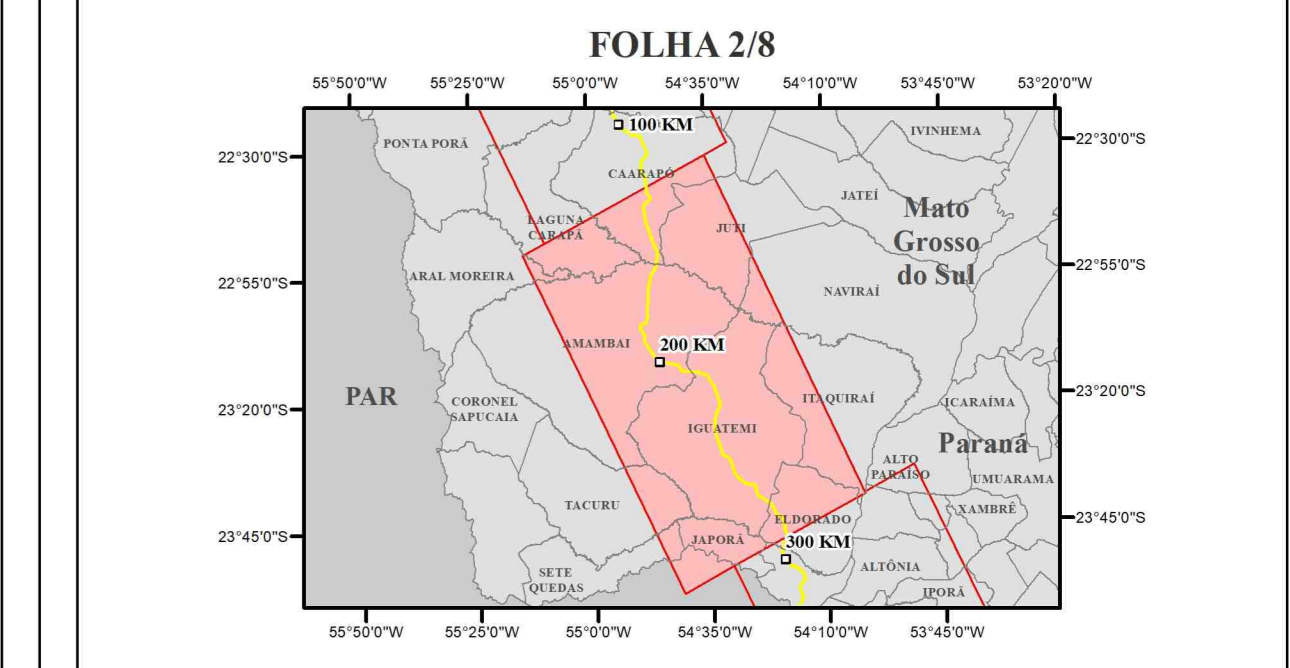 FOLHA 2/8
55°50'0"W 55°25'0"W 55°0'0"W 54°35'0"W 54°10'0"W 53°45'0"W 53°20'0"W
100 KM
IVINHEMA
22°30'0"S
PONTA PORÃ
22°30'0"S
CAARAPÓ
JATEÍ
Mato
Grosso
do Sul
LAGUNA
CARAPÃ
JUTI
22°55'0"S
ARAL MOREIRA
22°55'0"S
NAVIRAÍ
AMAMBAI
200 KM
23°20'0"S
PAR
CORONEL
SAPUCAIA
ITAQUIRAÍ
ICARAÍMA
23°20'0"S
IGUATEMI
Paraná
ALTO
PARAÍSO
UMUARAMA
TACURU
XAMBRÊ
ELDORADO
23°45'0"S
23°45'0"S
JAPORÃ
300 KM
ALTÔNIA
SETE
QUEDAS
IPORÃ
55°50'0"W 55°25'0"W 55°0'0"W 54°35'0"W 54°10'0"W 53°45'0"W